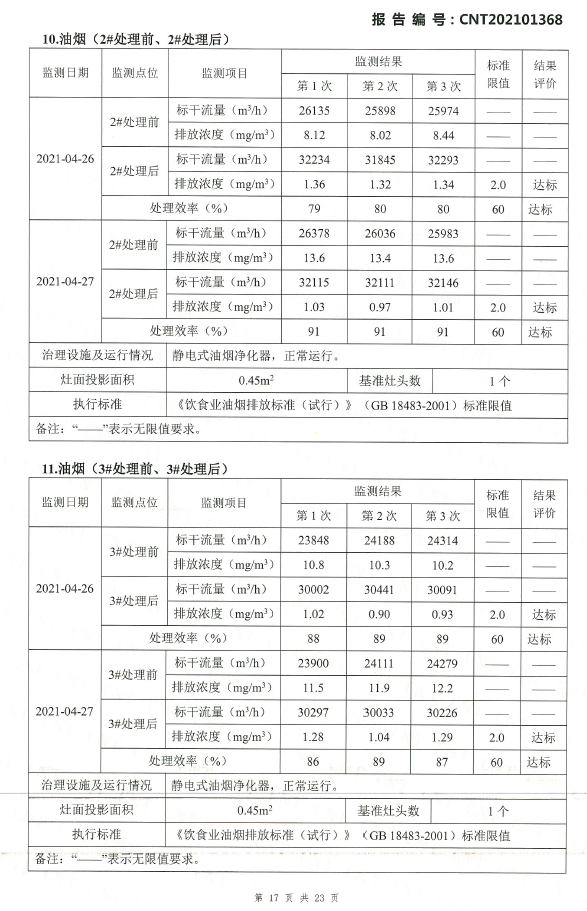 报告编号：CNT202101368
10.油烟（2#处理前、2#处理后）
监测日期 监测点位 监测项目 监测结果 标准限值 结果评价
第1次 第2次 第3次
2021-04-26 2#处理前 标干流量（m³/h） 26135 25898 25974 —— ——
排放浓度（mg/m³） 8.12 8.02 8.44 —— ——
2#处理后 标干流量（m³/h） 32234 31845 32293 —— ——
排放浓度（mg/m³） 1.36 1.32 1.34 2.0 达标
处理效率（%） 79 80 80 60 达标
2021-04-27 2#处理前 标干流量（m³/h） 26378 26036 25983 —— ——
排放浓度（mg/m³） 13.6 13.4 13.6 —— ——
2#处理后 标干流量（m³/h） 32115 32111 32146 —— ——
排放浓度（mg/m³） 1.03 0.97 1.01 2.0 达标
处理效率（%） 91 91 91 60 达标
治理设施及运行情况 静电式油烟净化器，正常运行。
灶面投影面积 0.45m² 基准灶头数 1个
执行标准 《饮食业油烟排放标准（试行）》（GB 18483-2001）标准限值
备注：“——”表示无限值要求。
11.油烟（3#处理前、3#处理后）
监测日期 监测点位 监测项目 监测结果 标准限值 结果评价
第1次 第2次 第3次
2021-04-26 3#处理前 标干流量（m³/h） 23848 24188 24314 —— ——
排放浓度（mg/m³） 10.8 10.3 10.2 —— ——
3#处理后 标干流量（m³/h） 30002 30441 30091 —— ——
排放浓度（mg/m³） 1.02 0.90 0.93 2.0 达标
处理效率（%） 88 89 89 60 达标
2021-04-27 3#处理前 标干流量（m³/h） 23900 24111 24279 —— ——
排放浓度（mg/m³） 11.5 11.9 12.2 —— ——
3#处理后 标干流量（m³/h） 30297 30033 30226 —— ——
排放浓度（mg/m³） 1.28 1.04 1.29 2.0 达标
处理效率（%） 86 89 87 60 达标
治理设施及运行情况 静电式油烟净化器，正常运行。
灶面投影面积 0.45m² 基准灶头数 1个
执行标准 《饮食业油烟排放标准（试行）》（GB 18483-2001）标准限值
备注：“——”表示无限值要求。
第 17 页 共 23 页